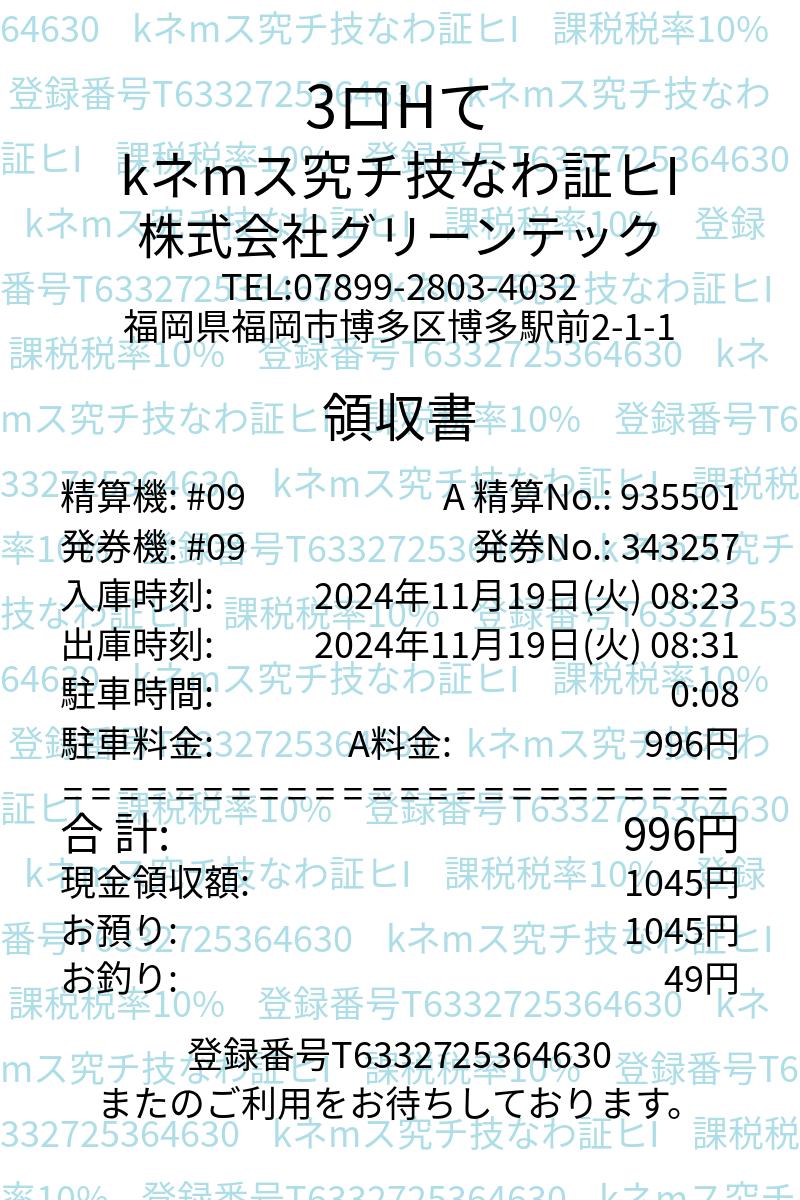 3ロHて
kネmス究チ技なわ証ヒI
株式会社グリーンテック
TEL:07899-2803-4032
福岡県福岡市博多区博多駅前2-1-1
領収書
精算機: #09 A 精算No.: 935501
発券機: #09 発券No.: 343257
入庫時刻: 2024年11月19日(火) 08:23
出庫時刻: 2024年11月19日(火) 08:31
駐車時間: 0:08
駐車料金: A料金: 996円
========================
合 計: 996円
現金領収額: 1045円
お預り: 1045円
お釣り: 49円
登録番号T6332725364630
またのご利用をお待ちしております。